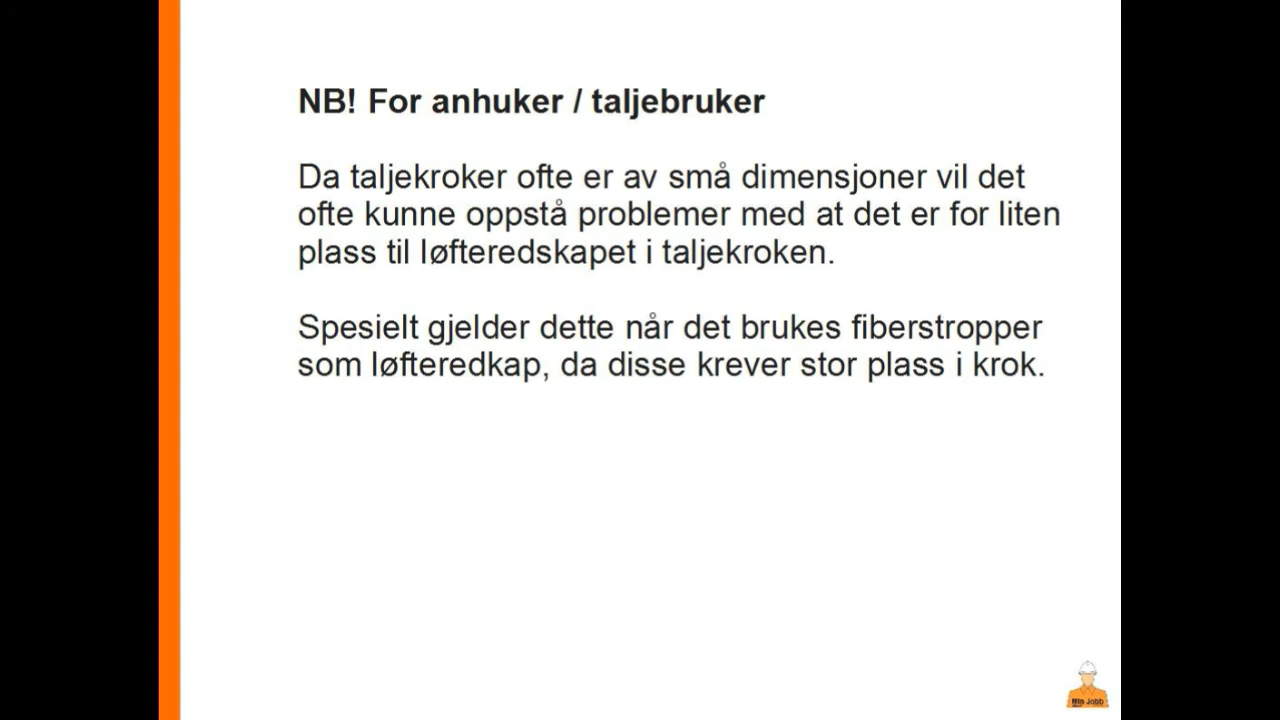 NB! For anhuker / taljebruker
Da taljekroker ofte er av små dimensjoner vil det
ofte kunne oppstå problemer med at det er for liten
plass til løfteredskapet i taljekroken.
Spesielt gjelder dette når det brukes fiberstropper
som løfteredkap, da disse krever stor plass i krok.
Min Jobb